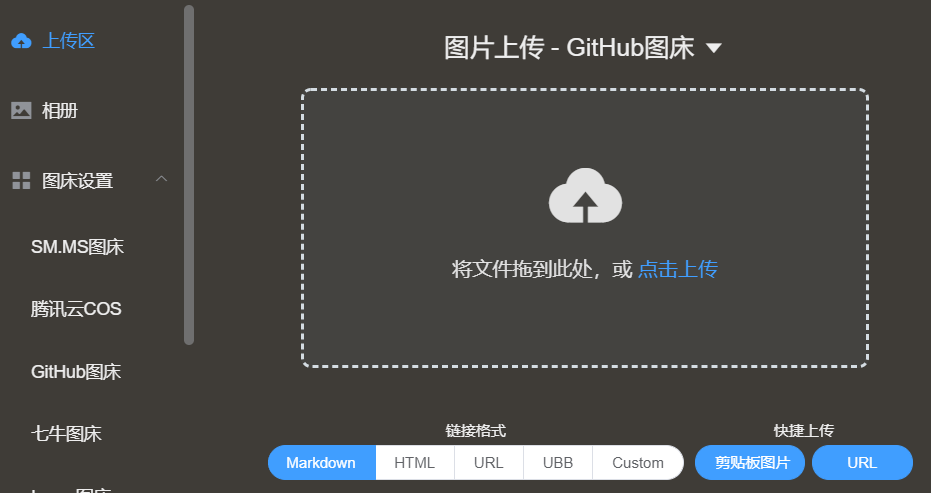 上传区
相册
图床设置
SM.MS图床
腾讯云COS
GitHub图床
七牛图床
图片上传 - GitHub图床
将文件拖到此处，或 点击上传
链接格式
快捷上传
Markdown HTML URL UBB Custom
剪贴板图片 URL